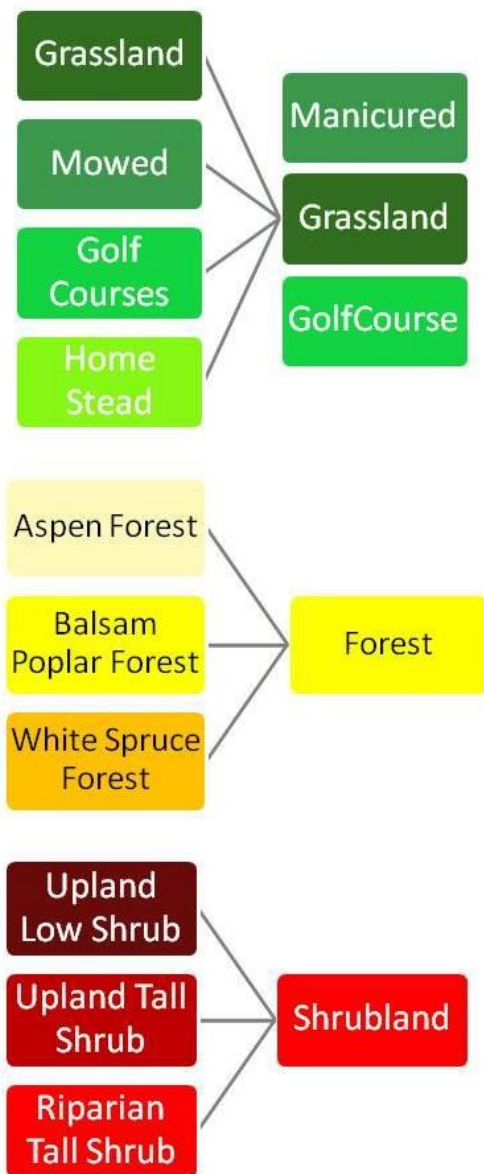 Grassland
Mowed
Golf
Courses
Home
Stead
Manicured
Grassland
GolfCourse
Aspen Forest
Balsam
Poplar Forest
White Spruce
Forest
Forest
Upland
Low Shrub
Upland Tall
Shrub
Riparian
Tall Shrub
Shrubland